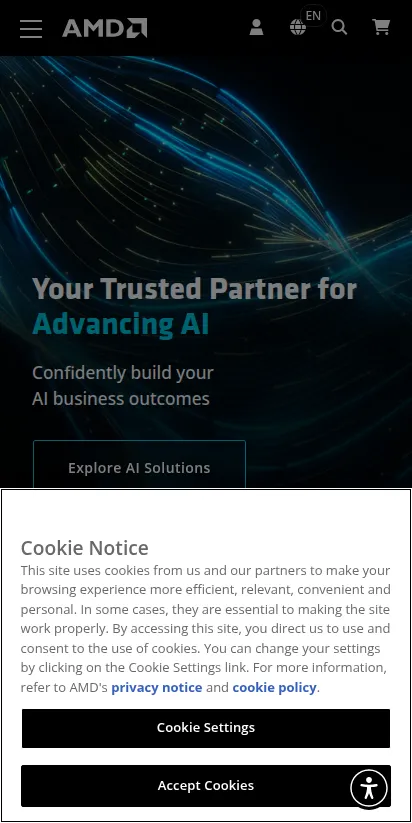 AMD
EN
Your Trusted Partner for
Advancing AI
Confidently build your
AI business outcomes
Explore AI Solutions
Cookie Notice
This site uses cookies from us and our partners to make your
browsing experience more efficient, relevant, convenient and
personal. In some cases, they are essential to making the site
work properly. By accessing this site, you direct us to use and
consent to the use of cookies. You can change your settings
by clicking on the Cookie Settings link. For more information,
refer to AMD's privacy notice and cookie policy.
Cookie Settings
Accept Cookies